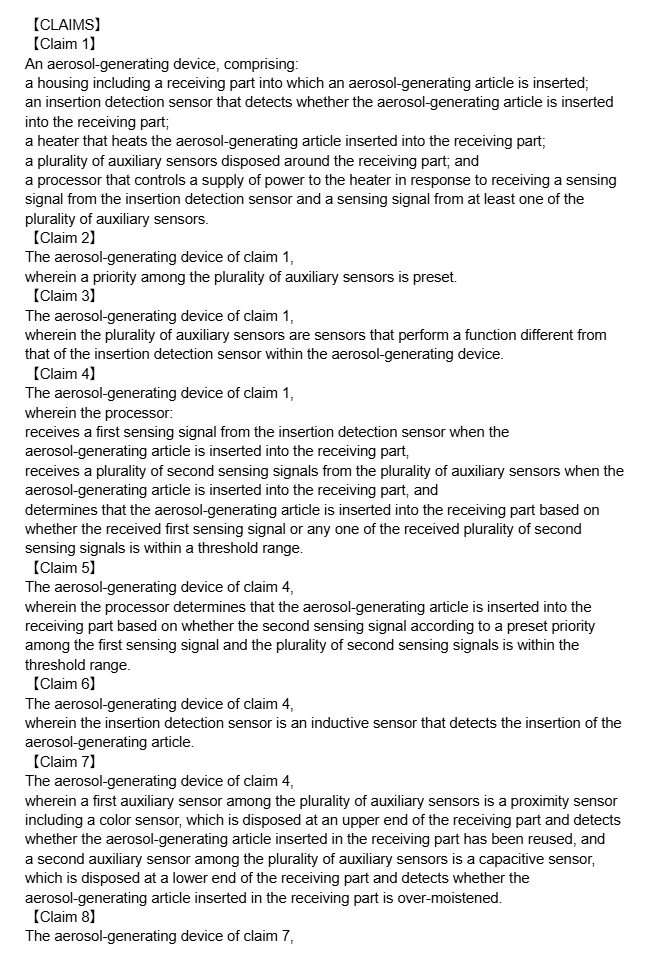 【CLAIMS】
【Claim 1】
An aerosol-generating device, comprising:
a housing including a receiving part into which an aerosol-generating article is inserted;
an insertion detection sensor that detects whether the aerosol-generating article is inserted
into the receiving part;
a heater that heats the aerosol-generating article inserted into the receiving part;
a plurality of auxiliary sensors disposed around the receiving part; and
a processor that controls a supply of power to the heater in response to receiving a sensing
signal from the insertion detection sensor and a sensing signal from at least one of the
plurality of auxiliary sensors.
【Claim 2】
The aerosol-generating device of claim 1,
wherein a priority among the plurality of auxiliary sensors is preset.
【Claim 3】
The aerosol-generating device of claim 1,
wherein the plurality of auxiliary sensors are sensors that perform a function different from
that of the insertion detection sensor within the aerosol-generating device.
【Claim 4】
The aerosol-generating device of claim 1,
wherein the processor:
receives a first sensing signal from the insertion detection sensor when the
aerosol-generating article is inserted into the receiving part,
receives a plurality of second sensing signals from the plurality of auxiliary sensors when the
aerosol-generating article is inserted into the receiving part, and
determines that the aerosol-generating article is inserted into the receiving part based on
whether the received first sensing signal or any one of the received plurality of second
sensing signals is within a threshold range.
【Claim 5】
The aerosol-generating device of claim 4,
wherein the processor determines that the aerosol-generating article is inserted into the
receiving part based on whether the second sensing signal according to a preset priority
among the first sensing signal and the plurality of second sensing signals is within the
threshold range.
【Claim 6】
The aerosol-generating device of claim 4,
wherein the insertion detection sensor is an inductive sensor that detects the insertion of the
aerosol-generating article.
【Claim 7】
The aerosol-generating device of claim 4,
wherein a first auxiliary sensor among the plurality of auxiliary sensors is a proximity sensor
including a color sensor, which is disposed at an upper end of the receiving part and detects
whether the aerosol-generating article inserted in the receiving part has been reused, and
a second auxiliary sensor among the plurality of auxiliary sensors is a capacitive sensor,
which is disposed at a lower end of the receiving part and detects whether the
aerosol-generating article inserted in the receiving part is over-moistened.
【Claim 8】
The aerosol-generating device of claim 7,